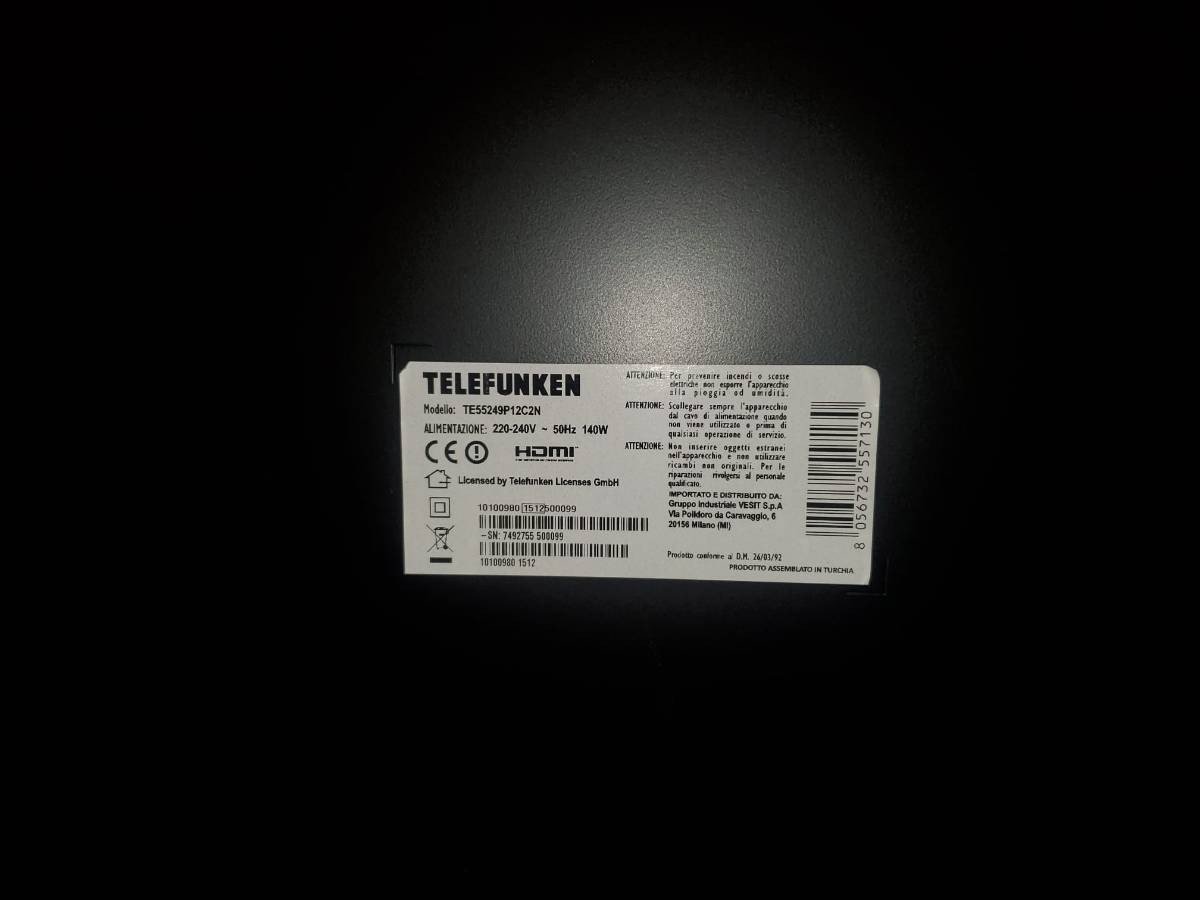 TELEFUNKEN
Modello: TE55249P12C2N
ALIMENTAZIONE: 220-240V ~ 50Hz 140W
CE HDMI
Licensed by Telefunken Licenses GmbH
10100980 1512500099
-SN: 7492755 500099
10100980 1512
ATTENZIONE: Per prevenire incendi o scosse
elettriche non esporre l'apparecchio
alla pioggia od umidità.
ATTENZIONE: Scollegare sempre l'apparecchio
dal cavo di alimentazione quando
non viene utilizzato o prima di
qualsiasi operazione di servizio.
ATTENZIONE: Non inserire oggetti estranei
nell'apparecchio e non utilizzare
ricambi non originali. Per le
riparazioni rivolgersi al personale
qualificato.
IMPORTATO E DISTRIBUITO DA:
Gruppo Industriale VESIT S.p.A
Via Polidoro da Caravaggio, 6
20156 Milano (MI)
Prodotto conforme al D.M. 26/03/92
PRODOTTO ASSEMBLATO IN TURCHIA
8 056732 557130